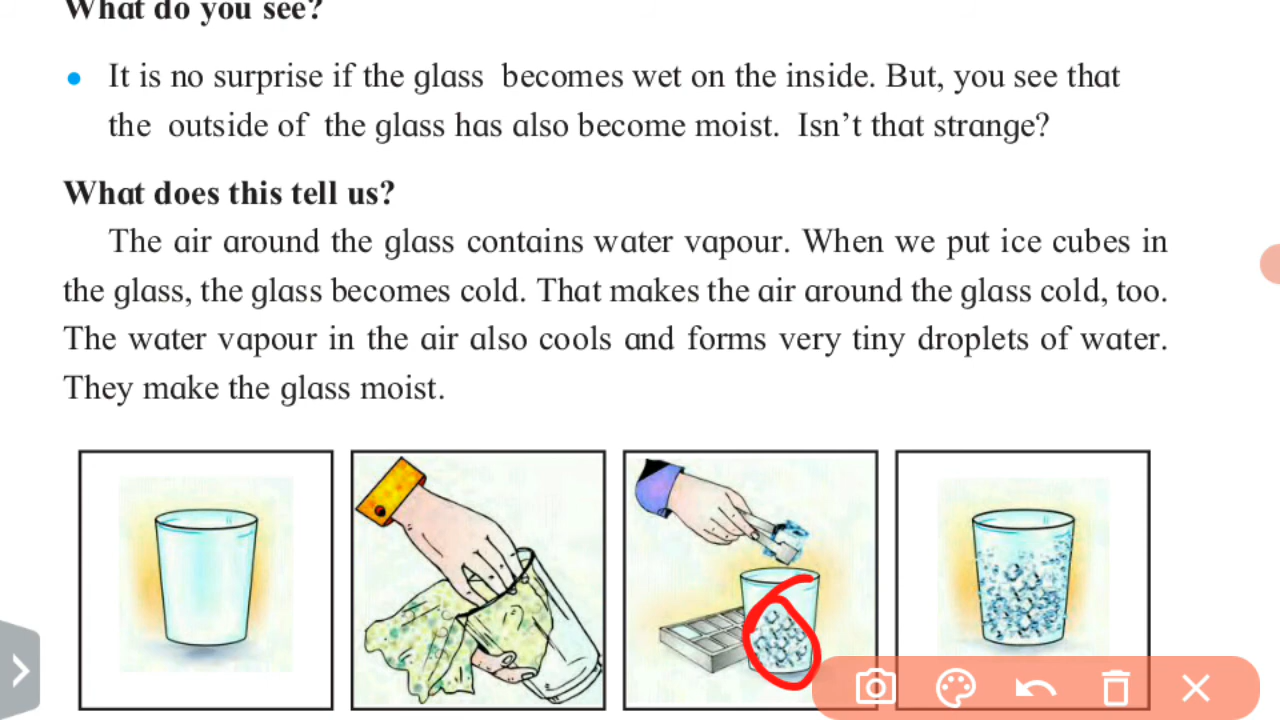 What do you see?
• It is no surprise if the glass becomes wet on the inside. But, you see that
the outside of the glass has also become moist. Isn't that strange?
What does this tell us?
The air around the glass contains water vapour. When we put ice cubes in
the glass, the glass becomes cold. That makes the air around the glass cold, too.
The water vapour in the air also cools and forms very tiny droplets of water.
They make the glass moist.